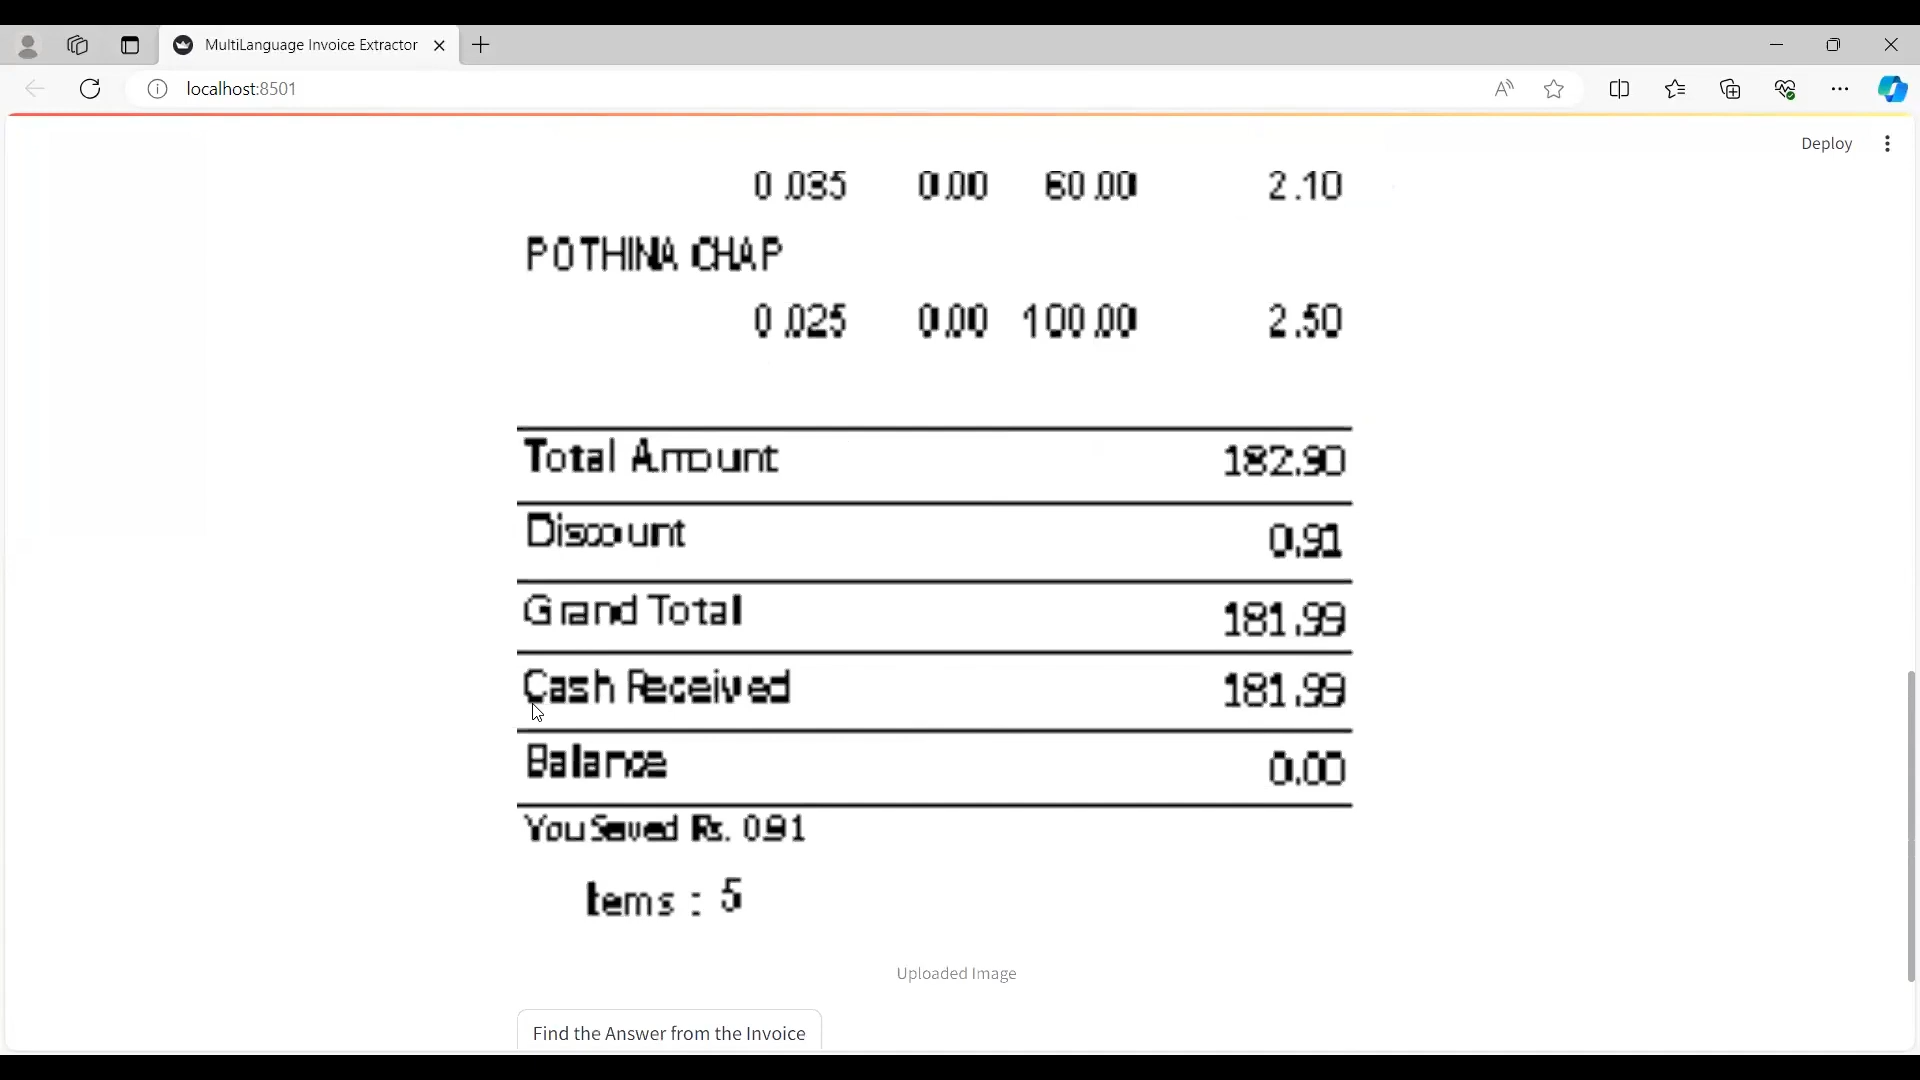 MultiLanguage Invoice Extractor
localhost:8501
Deploy
0.035 0.00 60.00 2.10
POTHINA CHAP
0.025 0.00 100.00 2.50
Total Amount 182.90
Discount 0.91
Grand Total 181.99
Cash Received 181.99
Balance 0.00
You Saved Rs. 0.91
Items : 5
Uploaded Image
Find the Answer from the Invoice